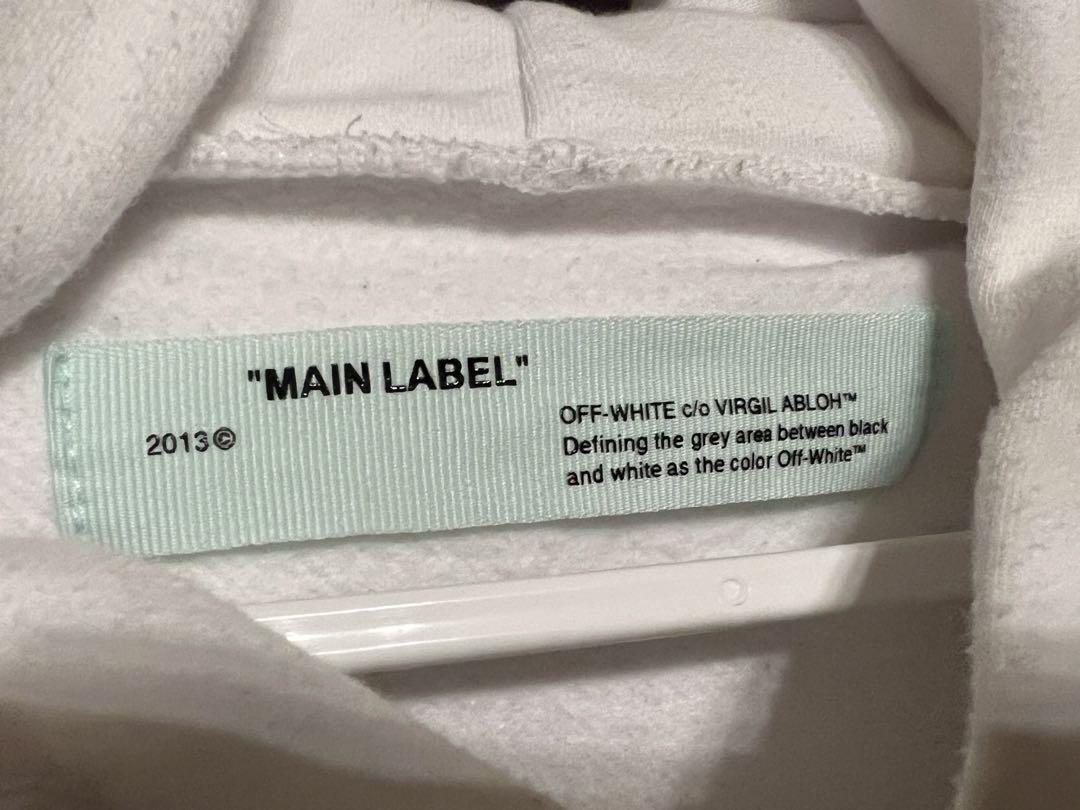 "MAIN LABEL"
2013©
OFF-WHITE c/o VIRGIL ABLOH™
Defining the grey area between black
and white as the color Off-White™